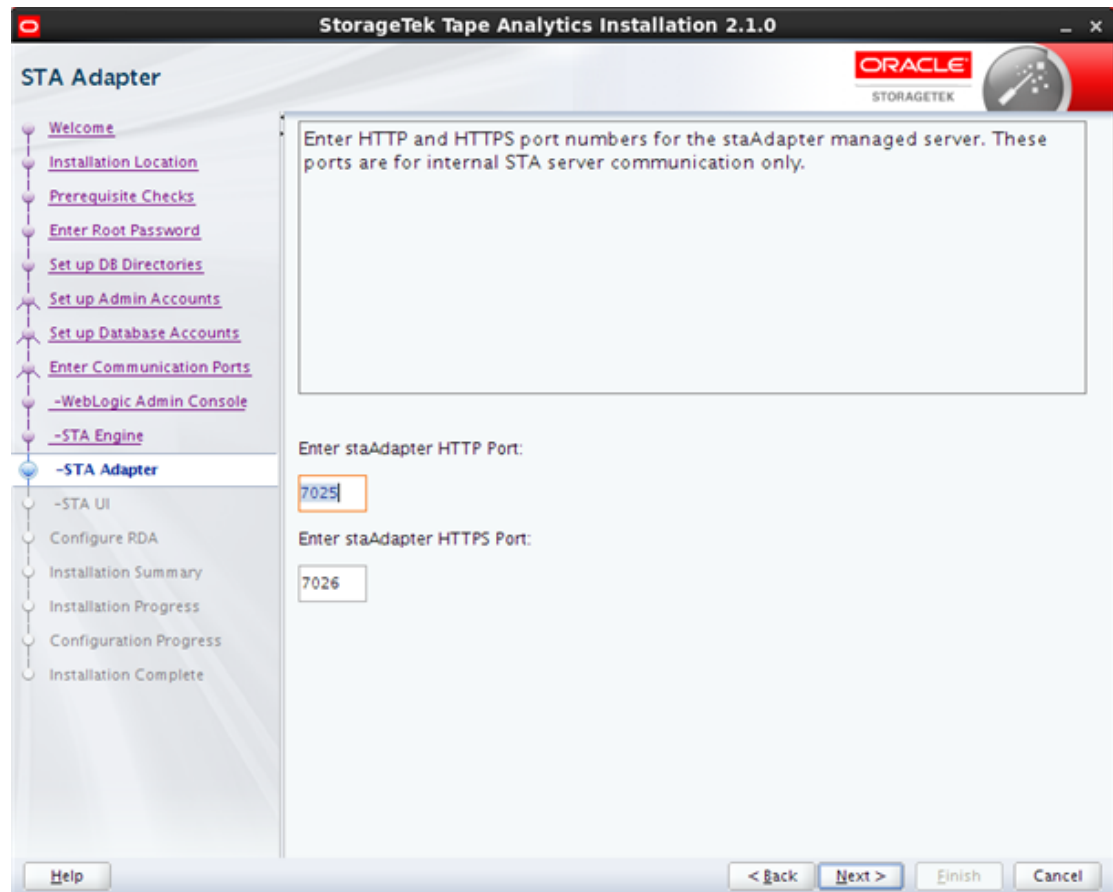 StorageTek Tape Analytics Installation 2.1.0
STA Adapter
ORACLE
STORAGETEK
Welcome
Installation Location
Prerequisite Checks
Enter Root Password
Set up DB Directories
Set up Admin Accounts
Set up Database Accounts
Enter Communication Ports
-WebLogic Admin Console
-STA Engine
-STA Adapter
-STA UI
Configure RDA
Installation Summary
Installation Progress
Configuration Progress
Installation Complete
Enter HTTP and HTTPS port numbers for the staAdapter managed server. These
ports are for internal STA server communication only.
Enter staAdapter HTTP Port:
7025
Enter staAdapter HTTPS Port:
7026
Help
< Back
Next >
Finish
Cancel